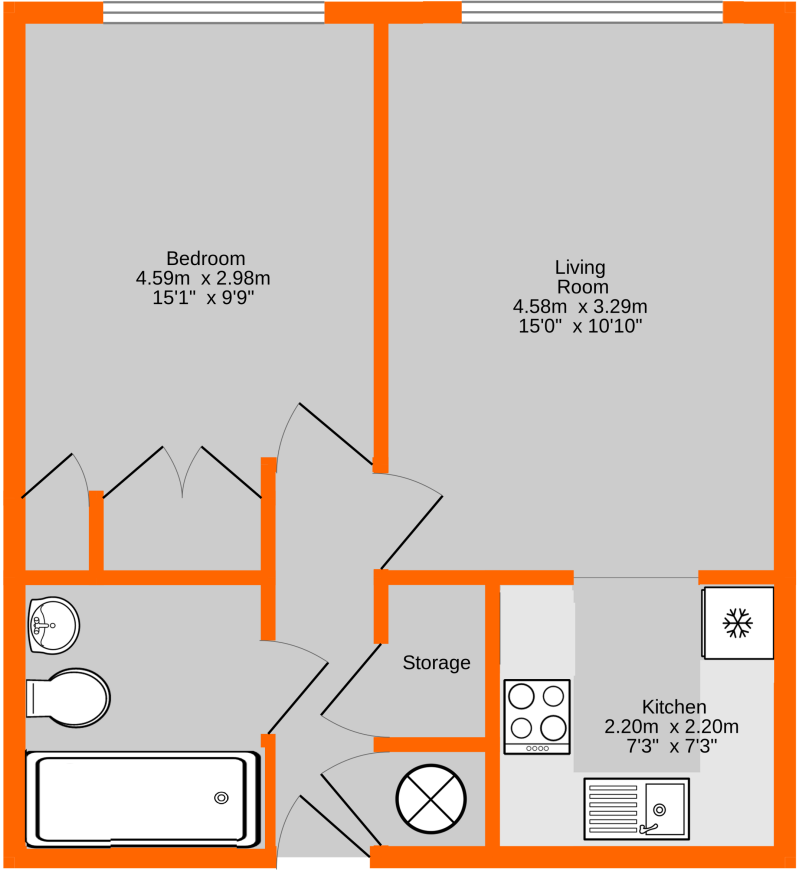 Bedroom
4.59m x 2.98m
15'1" x 9'9"
Living
Room
4.58m x 3.29m
15'0" x 10'10"
Storage
Kitchen
2.20m x 2.20m
7'3" x 7'3"